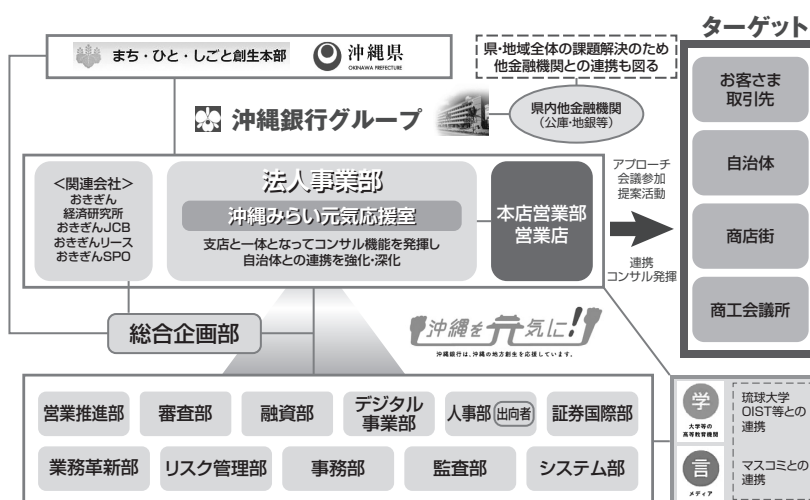 ターゲット
まち・ひと・しごと創生本部
沖縄県
OKINAWA PREFECTURE
県・地域全体の課題解決のため
他金融機関との連携も図る
沖縄銀行グループ
県内他金融機関
（公庫・地銀等）
お客さま
取引先
自治体
商店街
商工会議所
＜関連会社＞
おきぎん
経済研究所
おきぎんJCB
おきぎんリース
おきぎんSPO
法人事業部
沖縄みらい元気応援室
支店と一体となってコンサル機能を発揮し
自治体との連携を強化・深化
本店営業部
営業店
アプローチ
会議参加
提案活動
連携
コンサル発揮
総合企画部
沖縄を元気に!
沖縄銀行は、沖縄の地方創生を応援しています。
営業推進部
審査部
融資部
デジタル
事業部
人事部 出向者
証券国際部
業務革新部
リスク管理部
事務部
監査部
システム部
学
大学等の
高等教育機関
琉球大学
OIST等との
連携
言
メディア
マスコミとの
連携